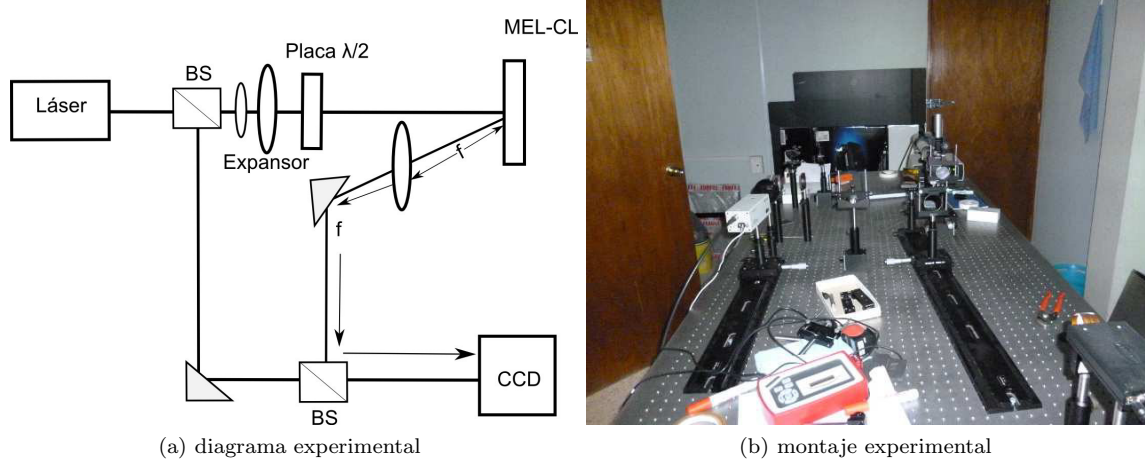 MEL-CL
Placa λ/2
BS
Láser
Expansor
f
f
CCD
BS
(a) diagrama experimental
(b) montaje experimental